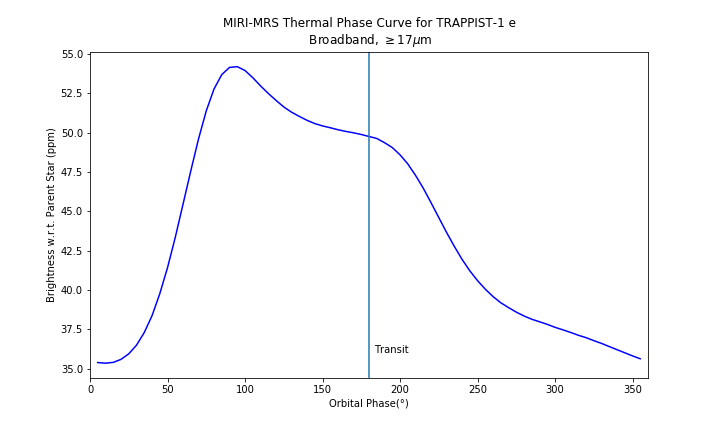 MIRI-MRS Thermal Phase Curve for TRAPPIST-1 e
Broadband, ≥17μm
Brightness w.r.t. Parent Star (ppm)
55.0
52.5
50.0
47.5
45.0
42.5
40.0
37.5
35.0
Transit
0 50 100 150 200 250 300 350
Orbital Phase(°)